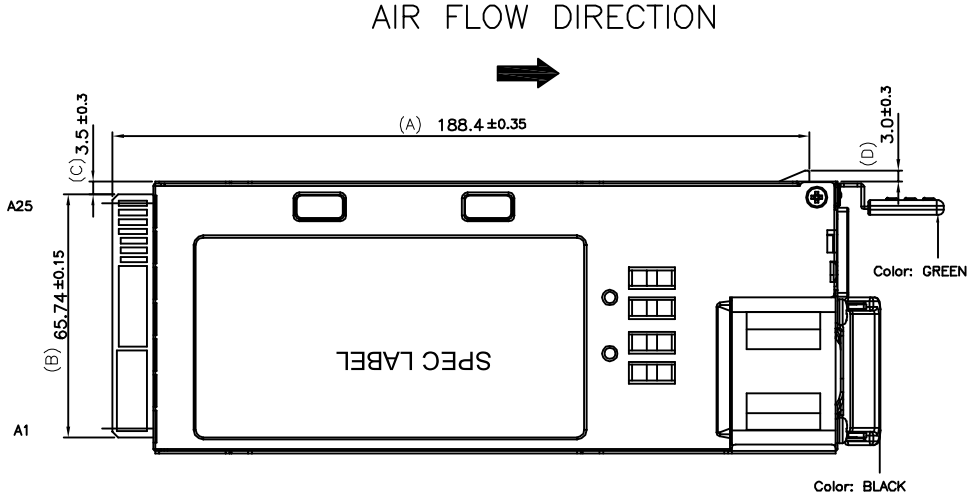 AIR FLOW DIRECTION
(A) 188.4 ±0.35
(C) 3.5 ±0.3
(D) 3.0 ±0.3
A25
(B) 65.74 ±0.15
A1
SPEC LABEL
Color: GREEN
Color: BLACK